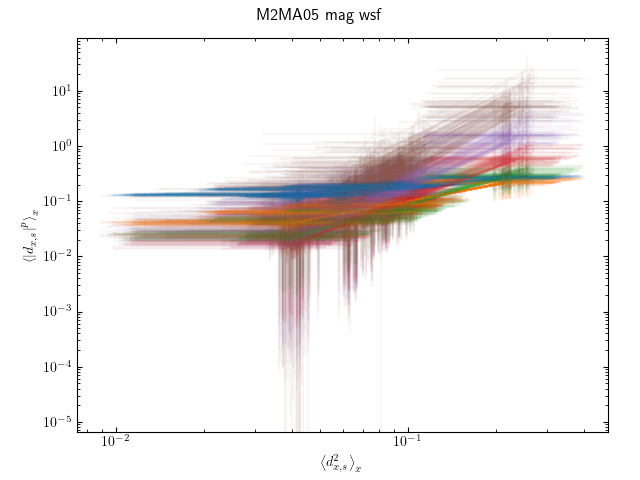 M2MA05 mag wsf
⟨|d_{x,s}|^p⟩_x
10^1
10^0
10^{-1}
10^{-2}
10^{-3}
10^{-4}
10^{-5}
10^{-2} 10^{-1}
⟨d_{x,s}^2⟩_x